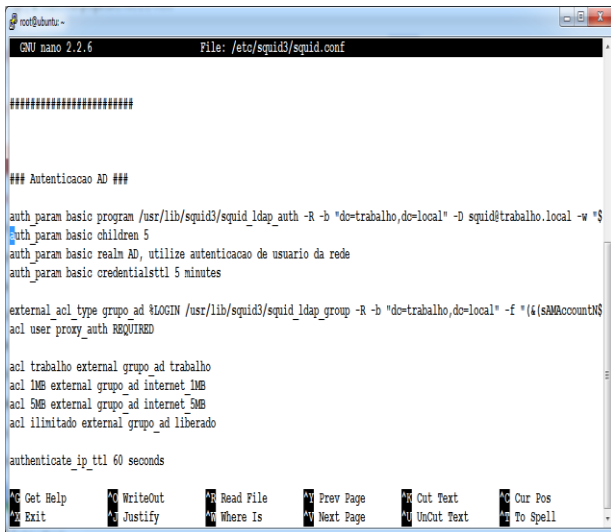 root@ubuntu: ~
GNU nano 2.2.6 File: /etc/squid3/squid.conf
########################
### Autenticacao AD ###
auth_param basic program /usr/lib/squid3/squid_ldap_auth -R -b "dc=trabalho,dc=local" -D squid@trabalho.local -w "$
auth_param basic children 5
auth_param basic realm AD, utilize autenticacao de usuario da rede
auth_param basic credentialsttl 5 minutes
external_acl_type grupo_ad %LOGIN /usr/lib/squid3/squid_ldap_group -R -b "dc=trabalho,dc=local" -f "(&(sAMAccountN$
acl user proxy_auth REQUIRED
acl trabalho external grupo_ad trabalho
acl 1MB external grupo_ad internet_1MB
acl 5MB external grupo_ad internet_5MB
acl ilimitado external grupo_ad liberado
authenticate_ip_ttl 60 seconds
^G Get Help ^O WriteOut ^R Read File ^Y Prev Page ^K Cut Text ^C Cur Pos
^X Exit ^J Justify ^W Where Is ^V Next Page ^U UnCut Text ^T To Spell